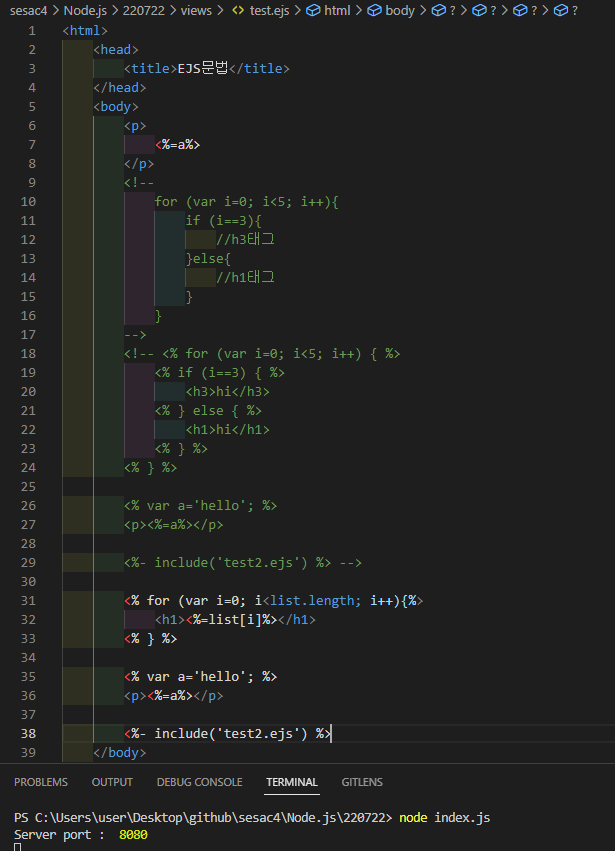 sesac4 > Node.js > 220722 > views > <> test.ejs > html > body > ? > ? > ? > ?
1 <html>
2 <head>
3 <title>EJS문법</title>
4 </head>
5 <body>
6 <p>
7 <%=a%>
8 </p>
9 <!--
10 for (var i=0; i<5; i++){
11 if (i==3){
12 //h3태그
13 }else{
14 //h1태그
15 }
16 }
17 -->
18 <!-- <% for (var i=0; i<5; i++) { %>
19 <% if (i==3) { %>
20 <h3>hi</h3>
21 <% } else { %>
22 <h1>hi</h1>
23 <% } %>
24 <% } %>
25
26 <% var a='hello'; %>
27 <p><%=a%></p>
28
29 <%- include('test2.ejs') %> -->
30
31 <% for (var i=0; i<list.length; i++){%>
32 <h1><%=list[i]%></h1>
33 <% } %>
34
35 <% var a='hello'; %>
36 <p><%=a%></p>
37
38 <%- include('test2.ejs') %>
39 </body>
PROBLEMS OUTPUT DEBUG CONSOLE TERMINAL GITLENS
PS C:\Users\user\Desktop\github\sesac4\Node.js\220722> node index.js
Server port :  8080